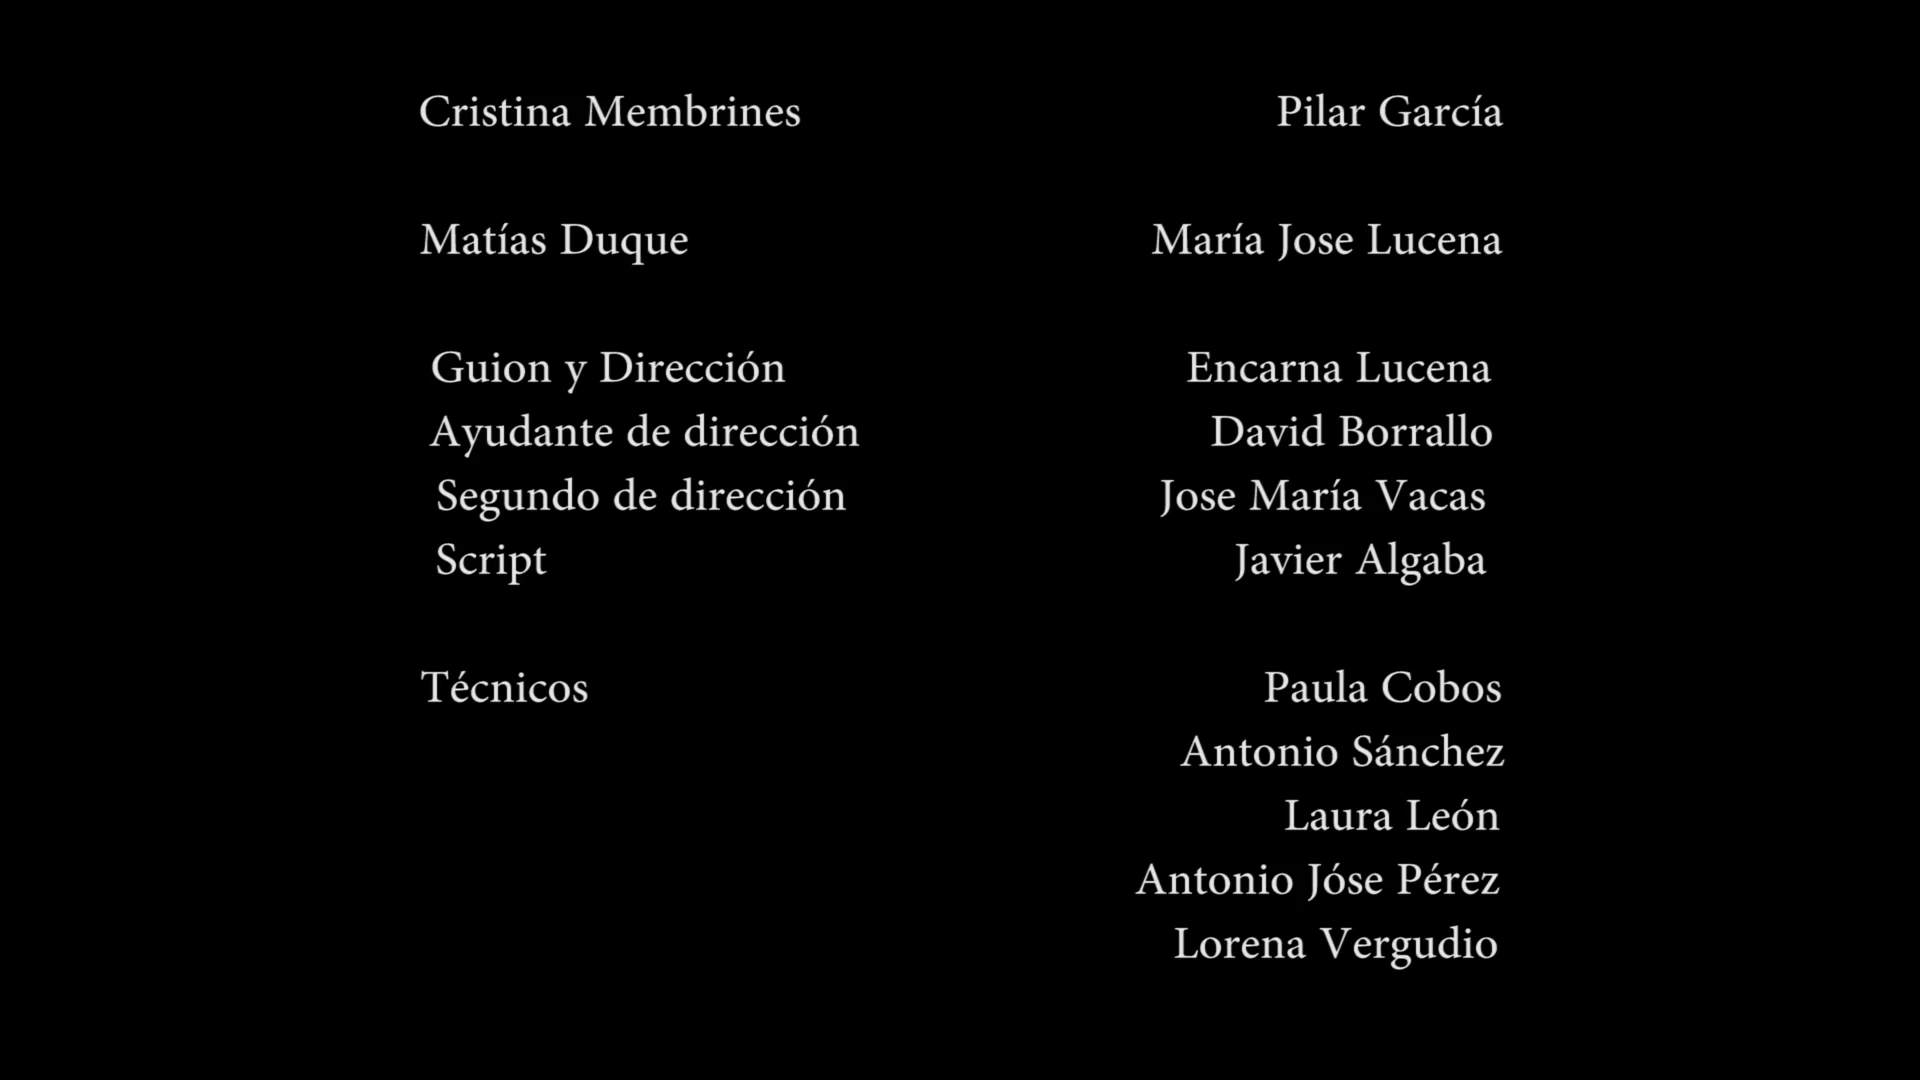 Cristina Membrines Pilar García
Matías Duque María Jose Lucena
Guion y Dirección Encarna Lucena
Ayudante de dirección David Borrallo
Segundo de dirección Jose María Vacas
Script Javier Algaba
Técnicos Paula Cobos
Antonio Sánchez
Laura León
Antonio Jóse Pérez
Lorena Vergudio